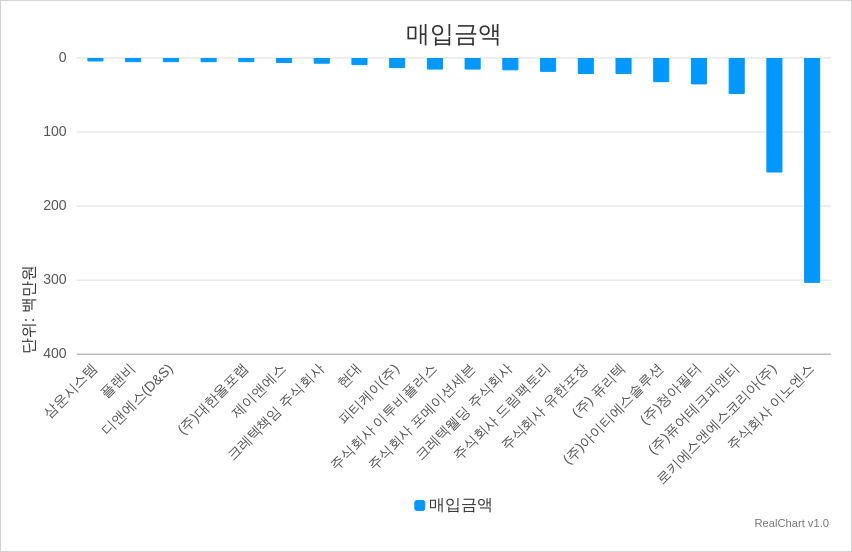 매입금액
0
100
200
300
400
단위: 백만원
삼운시스템
플랜비
디앤에스(D&S)
(주)대한올포랩
제이앤에스
크레텍책임 주식회사
현대
피티케이(주)
주식회사 이투비플러스
주식회사 포메이션세븐
크레텍웰딩 주식회사
주식회사 드림팩토리
주식회사 유한포장
(주) 퓨리텍
(주)아이티에스솔루션
(주)청아필터
(주)퓨어테크피앤티
로키에스앤에스코리아(주)
주식회사 이노엔스
매입금액
RealChart v1.0